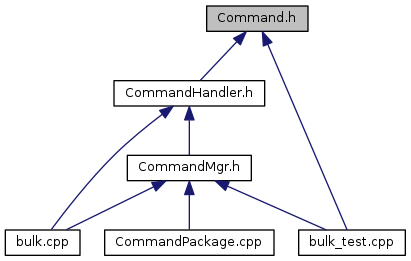 Command.h
CommandHandler.h
CommandMgr.h
bulk.cpp
CommandPackage.cpp
bulk_test.cpp